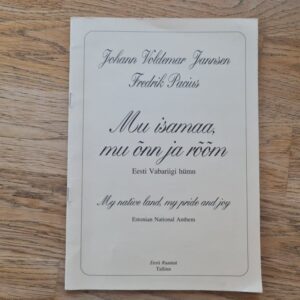 Johann Voldemar Jannsen
Fredrik Pacius
Mu isamaa,
mu õnn ja rõõm
Eesti Vabariigi hümn
My native land, my pride and joy
Estonian National Anthem
Eesti Raamat
Tallinn